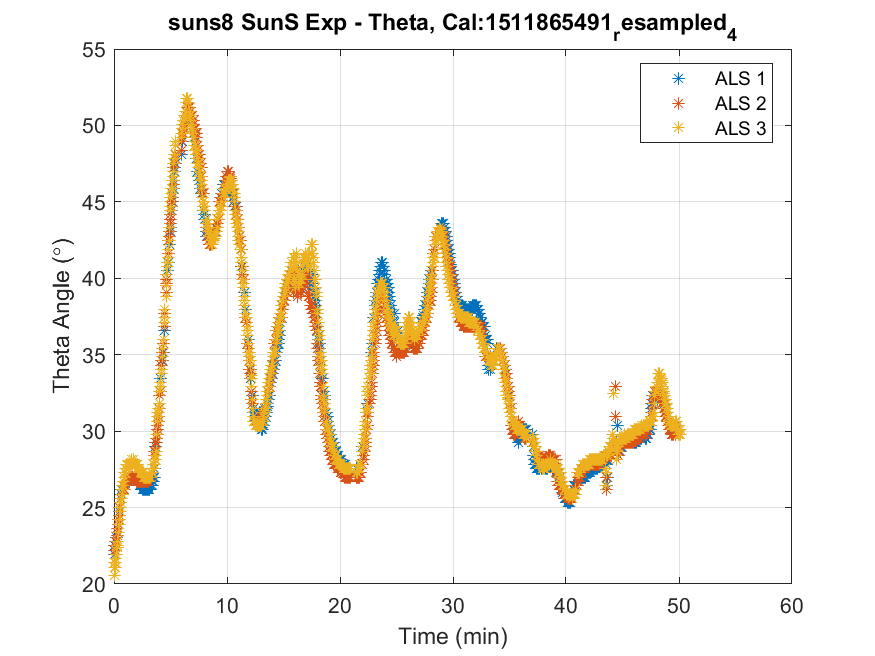 suns8 SunS Exp - Theta, Cal:1511865491resampled4
ALS 1
ALS 2
ALS 3
Theta Angle (°)
55
50
45
40
35
30
25
20
0 10 20 30 40 50 60
Time (min)